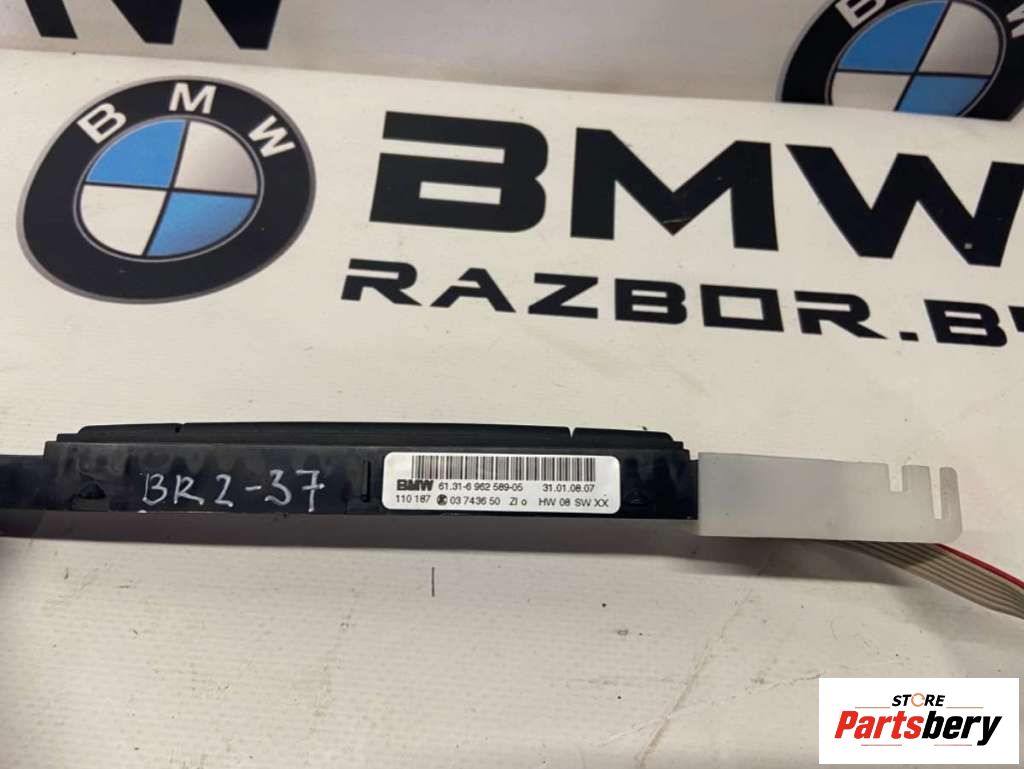 W
B M W
B
BMW
RAZBOR.B
BR2-37
BMW 61.31-6 962 589-05 31.01.08.07
110 187 03 7436 50 ZI o HW 08 SW XX
STORE
Partsbery